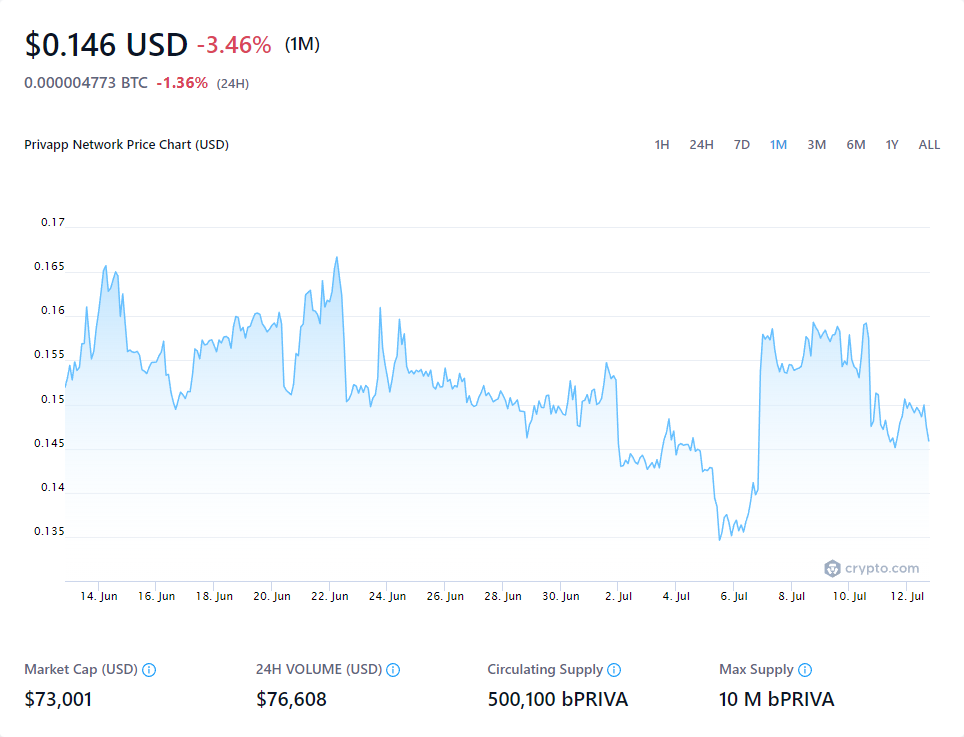 $0.146 USD -3.46% (1M)
0.000004773 BTC -1.36% (24H)
Privapp Network Price Chart (USD) 1H 24H 7D 1M 3M 6M 1Y ALL
0.17
0.165
0.16
0.155
0.15
0.145
0.14
0.135
crypto.com
14. Jun 16. Jun 18. Jun 20. Jun 22. Jun 24. Jun 26. Jun 28. Jun 30. Jun 2. Jul 4. Jul 6. Jul 8. Jul 10. Jul 12. Jul
Market Cap (USD) 24H VOLUME (USD) Circulating Supply Max Supply
$73,001 $76,608 500,100 bPRIVA 10 M bPRIVA